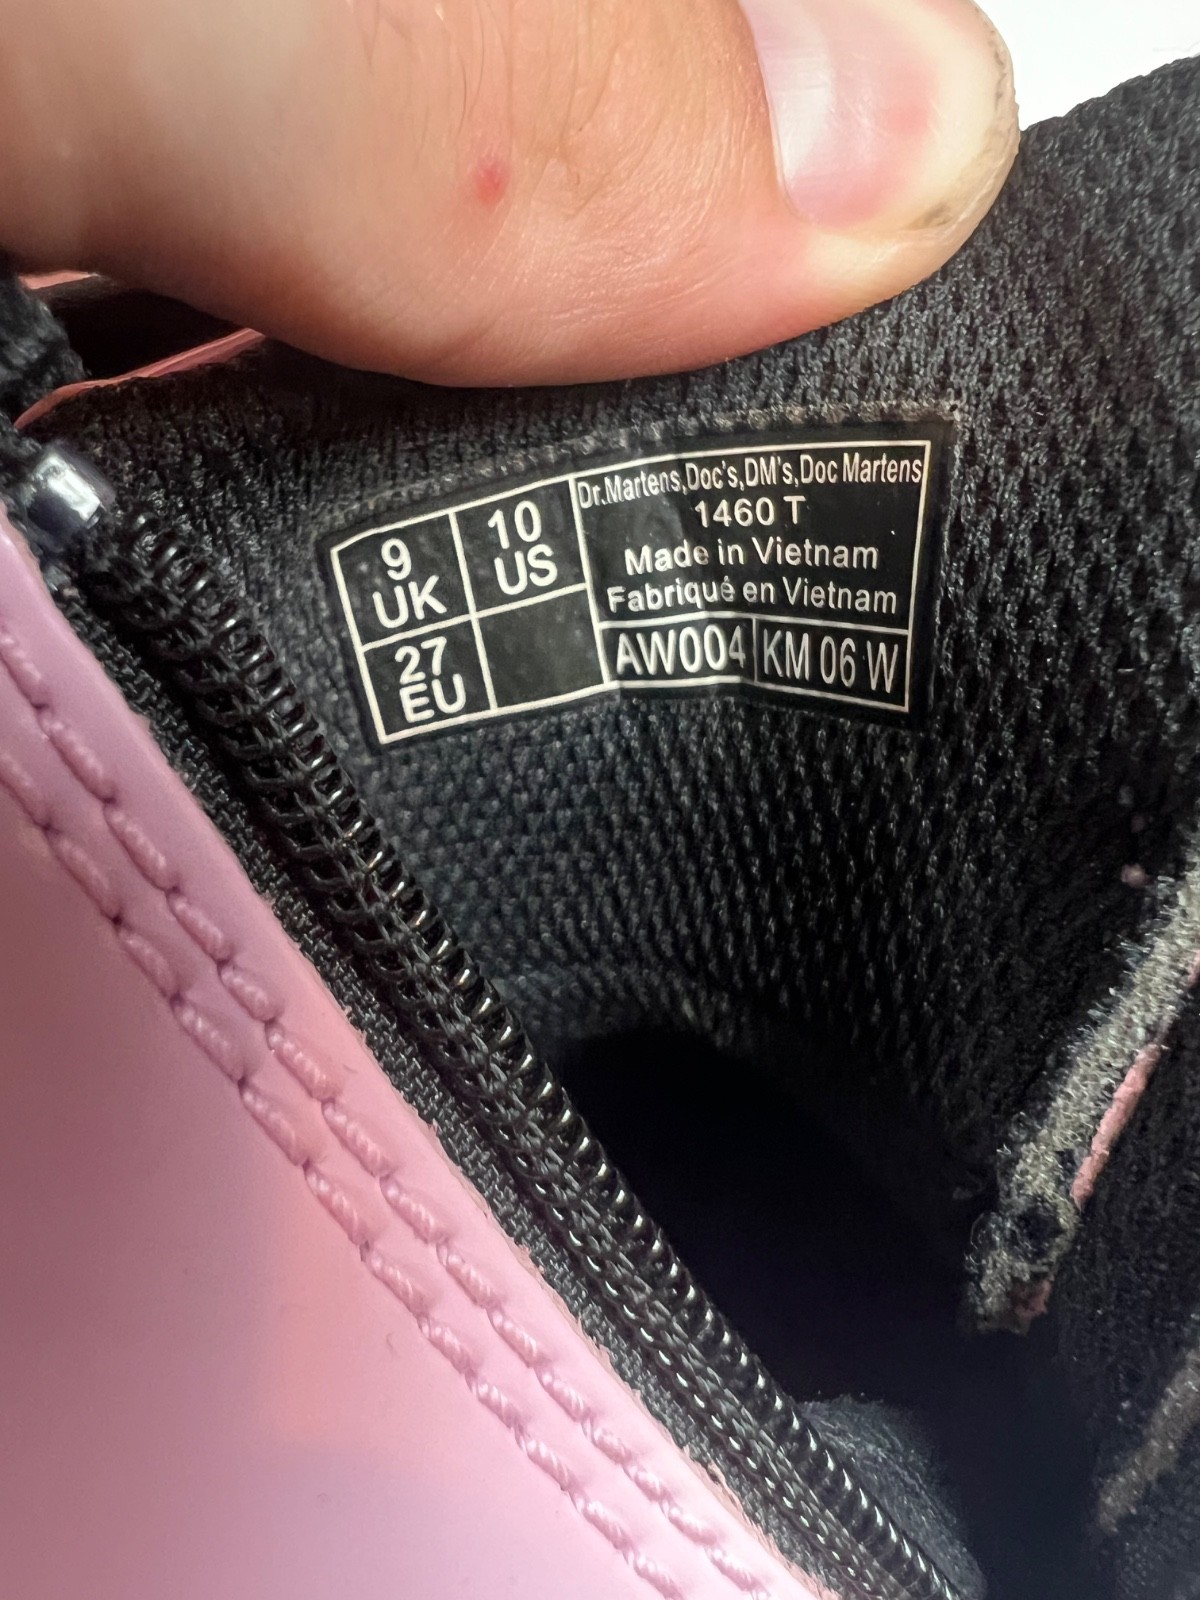 9
UK
10
US
27
EU
Dr.Martens,Doc's,DM's,Doc Martens
1460 T
Made in Vietnam
Fabriqué en Vietnam
AW004
KM 06 W